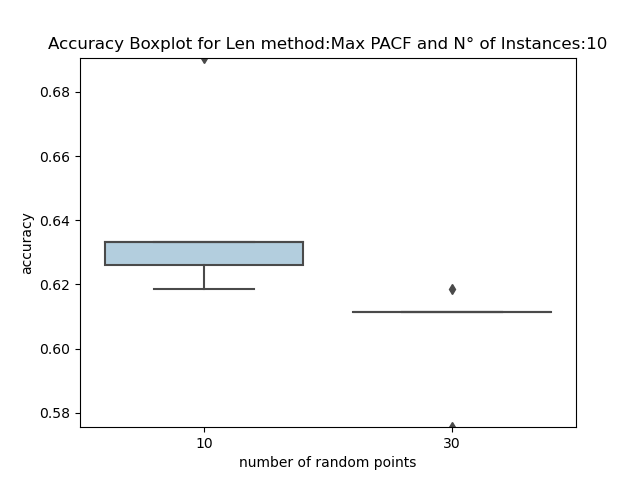 Accuracy Boxplot for Len method:Max PACF and N° of Instances:10
0.68
0.66
0.64
0.62
0.60
0.58
accuracy
10
30
number of random points